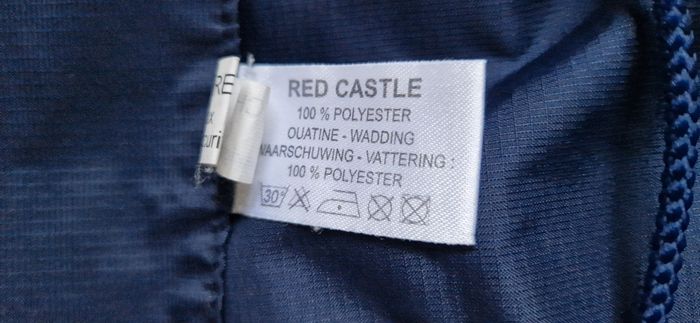 RED CASTLE
100 % POLYESTER
OUATINE - WADDING
WAARSCHUWING - VATTERING :
100 % POLYESTER
30°